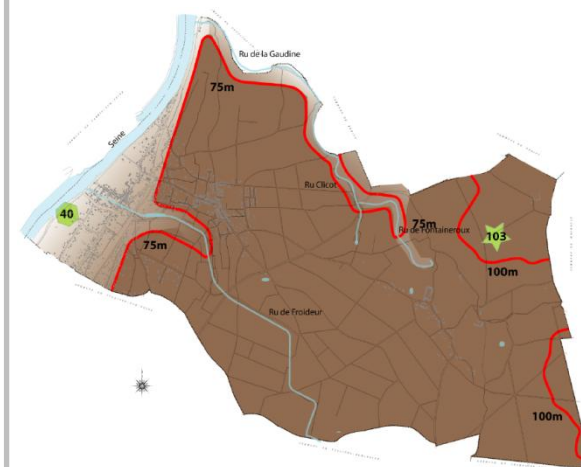 Ru de la Gaudine
75m
Seine
Ru Clicot
40
75m
103
Ru de Fontaineroux
75m
100m
Ru de Froideur
100m